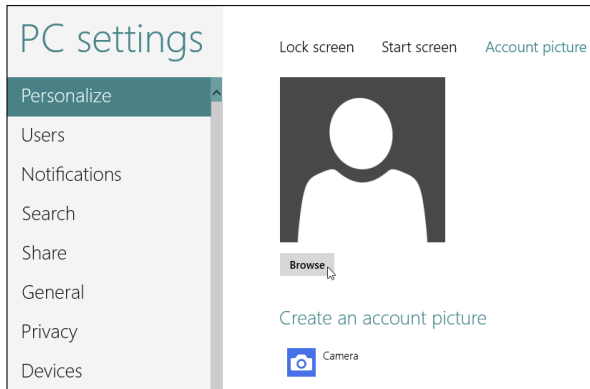 PC settings
Personalize
Users
Notifications
Search
Share
General
Privacy
Devices
Lock screen Start screen Account picture
Browse
Create an account picture
Camera